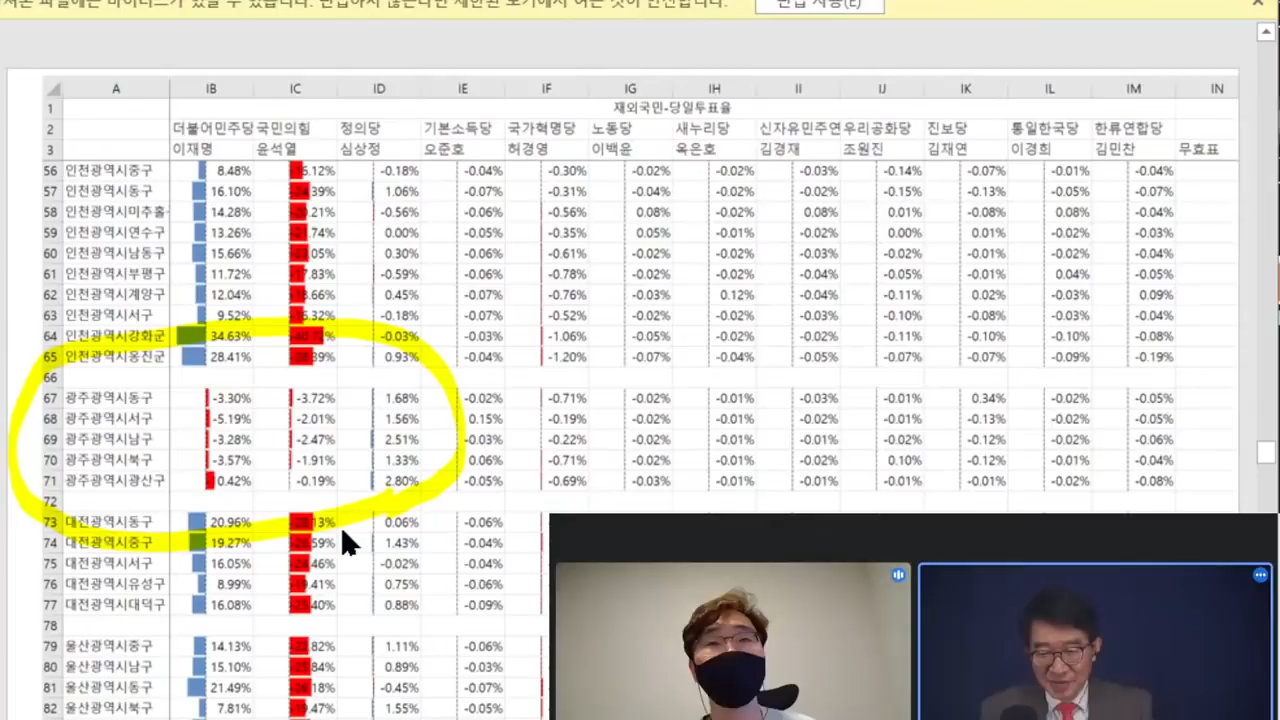 편집 사용(E)
A IB IC ID IE IF IG IH II IJ IK IL IM IN
1 재외국민-당일투표율
2 더불어민주당 국민의힘 정의당 기본소득당 국가혁명당 노동당 새누리당 신자유민주연 우리공화당 진보당 통일한국당 한류연합당
3 이재명 윤석열 심상정 오준호 허경영 이백윤 옥은호 김경재 조원진 김재연 이경희 김민찬 무효표
56 인천광역시중구 8.48% 6.12% -0.18% -0.04% -0.30% -0.02% -0.02% -0.03% -0.14% -0.07% -0.01% -0.04%
57 인천광역시동구 16.10% .39% 1.06% -0.07% -0.31% -0.04% -0.02% -0.02% -0.15% -0.13% -0.05% -0.07%
58 인천광역시미추홀 14.28% .21% -0.56% -0.06% -0.56% 0.08% -0.02% 0.08% 0.01% -0.08% 0.08% -0.04%
59 인천광역시연수구 13.26% .74% 0.00% -0.05% -0.35% 0.05% -0.01% -0.02% 0.00% 0.01% -0.02% -0.03%
60 인천광역시남동구 15.66% .05% 0.30% -0.06% -0.61% -0.02% -0.02% -0.03% -0.02% -0.01% -0.02% -0.04%
61 인천광역시부평구 11.72% 7.83% -0.59% -0.06% -0.78% -0.02% -0.02% -0.04% -0.05% -0.01% 0.04% -0.05%
62 인천광역시계양구 12.04% .66% 0.45% -0.07% -0.76% -0.03% 0.12% -0.04% -0.11% 0.02% -0.03% 0.09%
63 인천광역시서구 9.52% .32% -0.18% -0.07% -0.52% -0.02% -0.02% -0.03% -0.10% -0.08% -0.03% -0.04%
64 인천광역시강화군 34.63% -0.03% -0.03% -1.06% -0.05% -0.02% -0.05% -0.11% -0.10% -0.10% -0.08%
65 인천광역시옹진군 28.41% .39% 0.93% -0.04% -1.20% -0.07% -0.04% -0.05% -0.07% -0.07% -0.09% -0.19%
66
67 광주광역시동구 -3.30% -3.72% 1.68% -0.02% -0.71% -0.02% -0.01% -0.03% -0.01% 0.34% -0.02% -0.05%
68 광주광역시서구 -5.19% -2.01% 1.56% 0.15% -0.19% -0.02% -0.01% -0.02% -0.01% -0.13% -0.02% -0.05%
69 광주광역시남구 -3.28% -2.47% 2.51% -0.03% -0.22% -0.02% -0.01% -0.01% -0.02% -0.12% -0.02% -0.06%
70 광주광역시북구 -3.57% -1.91% 1.33% 0.06% -0.71% -0.02% -0.01% -0.02% 0.10% -0.12% -0.01% -0.04%
71 광주광역시광산구 0.42% -0.19% 2.80% -0.05% -0.69% -0.03% -0.01% -0.01% -0.01% -0.01% -0.02% -0.08%
72
73 대전광역시동구 20.96% .13% 0.06% -0.06%
74 대전광역시중구 19.27% .59% 1.43% -0.04%
75 대전광역시서구 16.05% .46% -0.02% -0.04%
76 대전광역시유성구 8.99% .41% 0.75% -0.06%
77 대전광역시대덕구 16.08% .40% 0.88% -0.09%
78
79 울산광역시중구 14.13% .82% 1.11% -0.06%
80 울산광역시남구 15.10% .84% 0.89% -0.03%
81 울산광역시동구 21.49% .18% -0.45% -0.07%
82 울산광역시북구 7.81% .47% 1.55% -0.05%